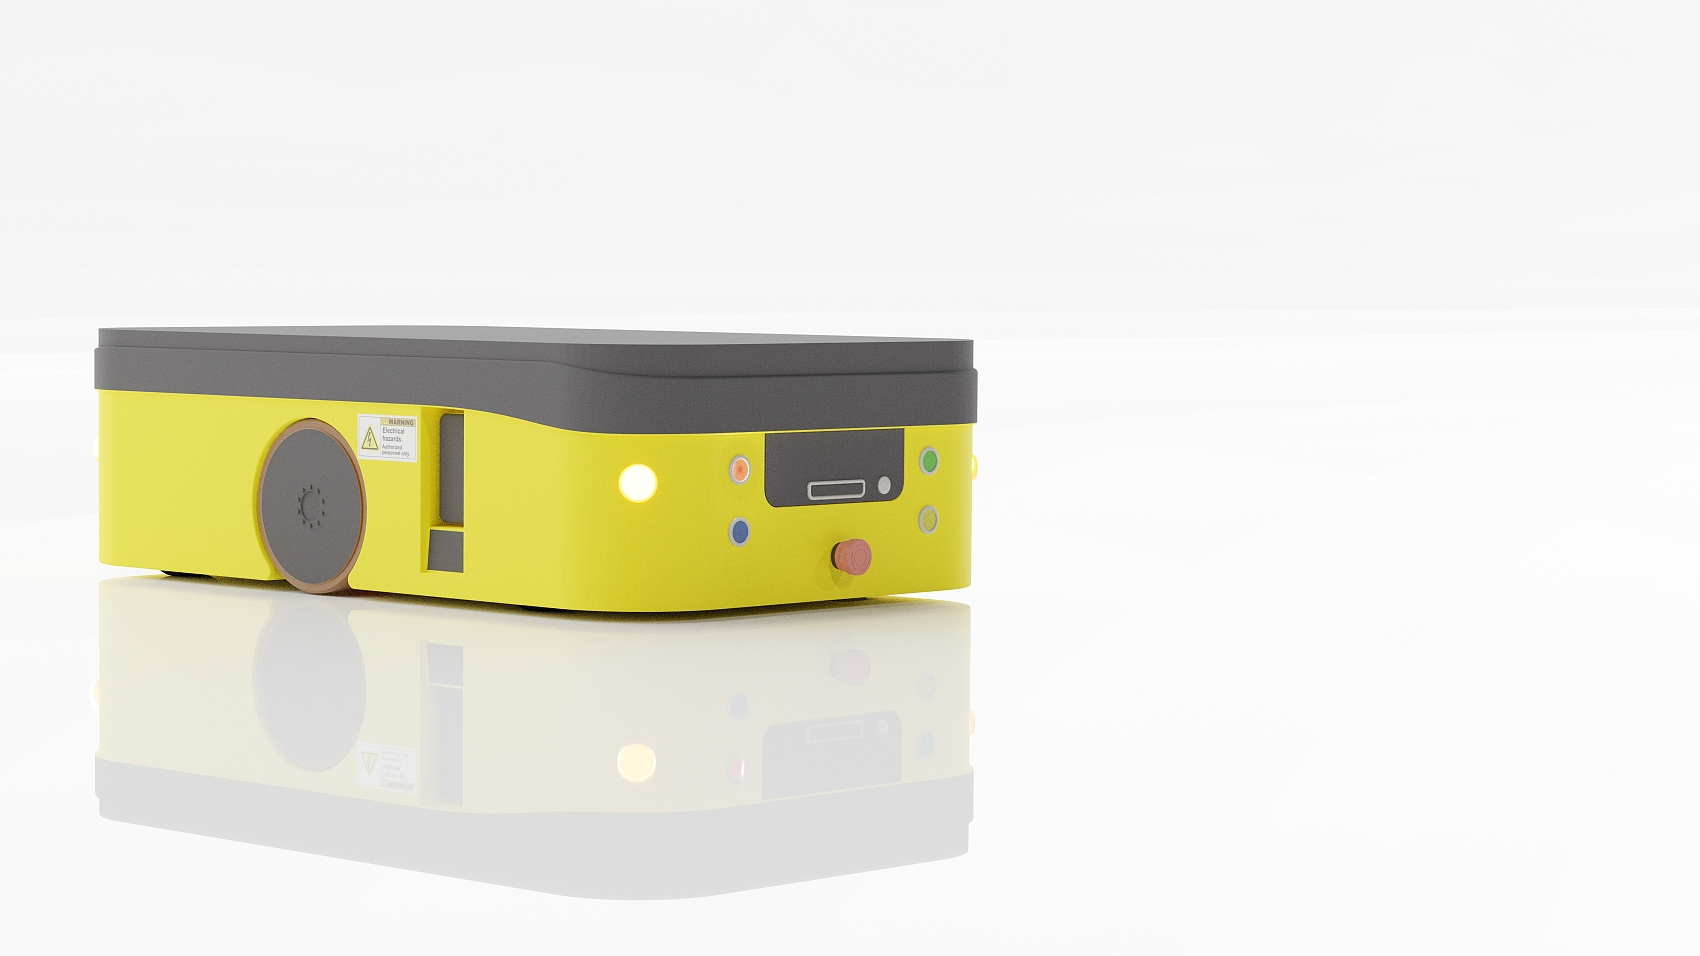 WARNING
Electrical
hazards.
Authorized
personnel only.